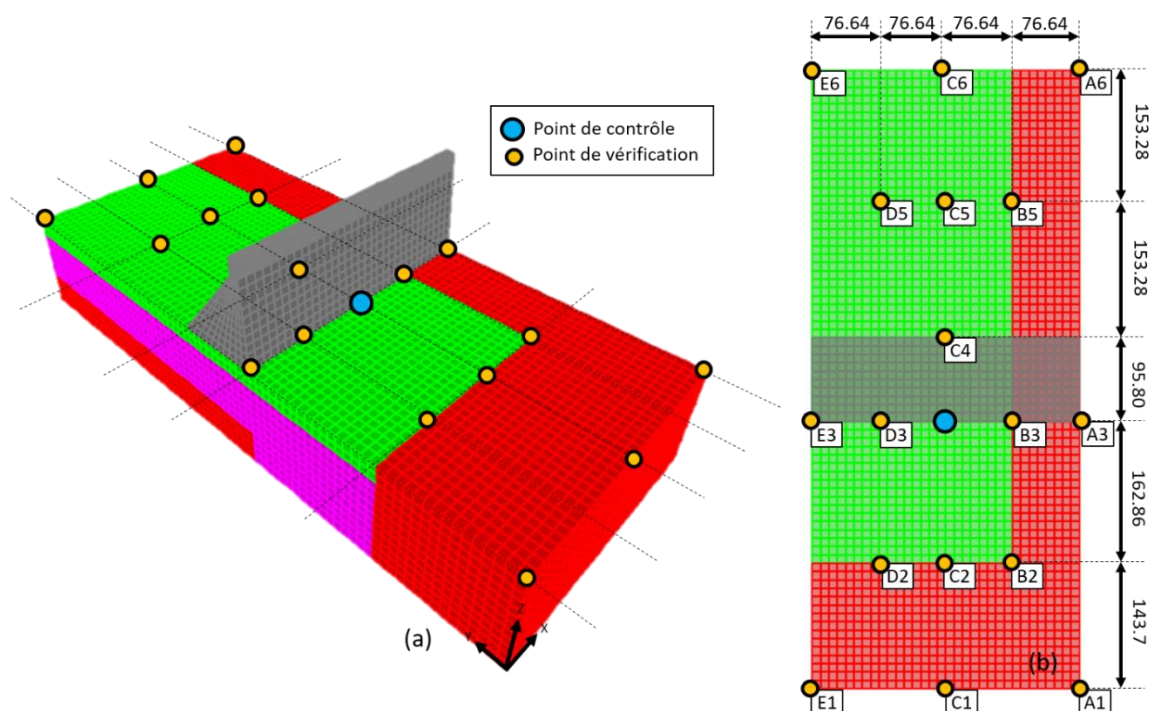 Point de contrôle
Point de vérification
(a)
Z
Y
X
76.64 76.64 76.64 76.64
E6 C6 A6
153.28
D5 C5 B5
153.28
C4
95.80
E3 D3 B3 A3
162.86
D2 C2 B2
143.7
(b)
E1 C1 A1